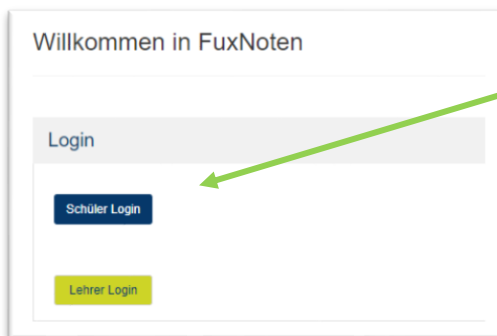 Willkommen in FuxNoten
Login
Schüler Login
Lehrer Login